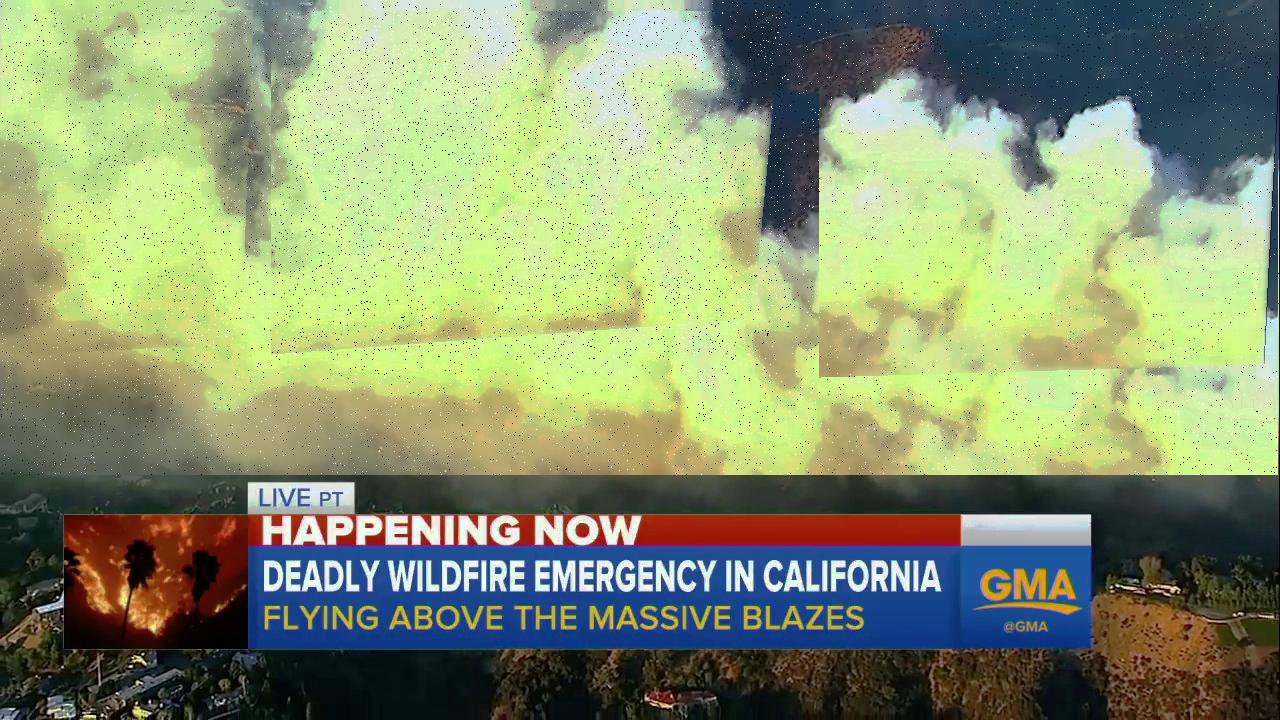 LIVE PT
HAPPENING NOW
DEADLY WILDFIRE EMERGENCY IN CALIFORNIA
FLYING ABOVE THE MASSIVE BLAZES
GMA
@GMA